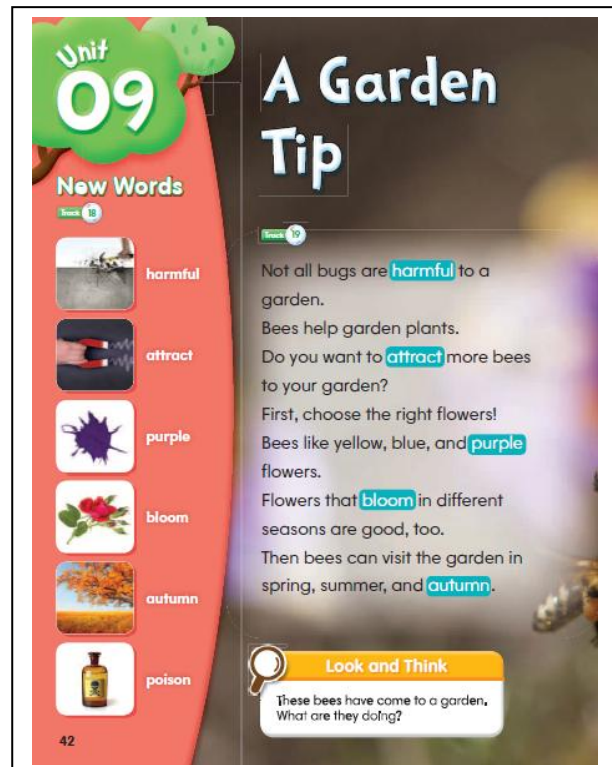 Unit
09
New Words
Track 18
harmful
attract
purple
bloom
autumn
poison
42
A Garden
Tip
Track 19
Not all bugs are harmful to a
garden.
Bees help garden plants.
Do you want to attract more bees
to your garden?
First, choose the right flowers!
Bees like yellow, blue, and purple
flowers.
Flowers that bloom in different
seasons are good, too.
Then bees can visit the garden in
spring, summer, and autumn.
Look and Think
These bees have come to a garden.
What are they doing?